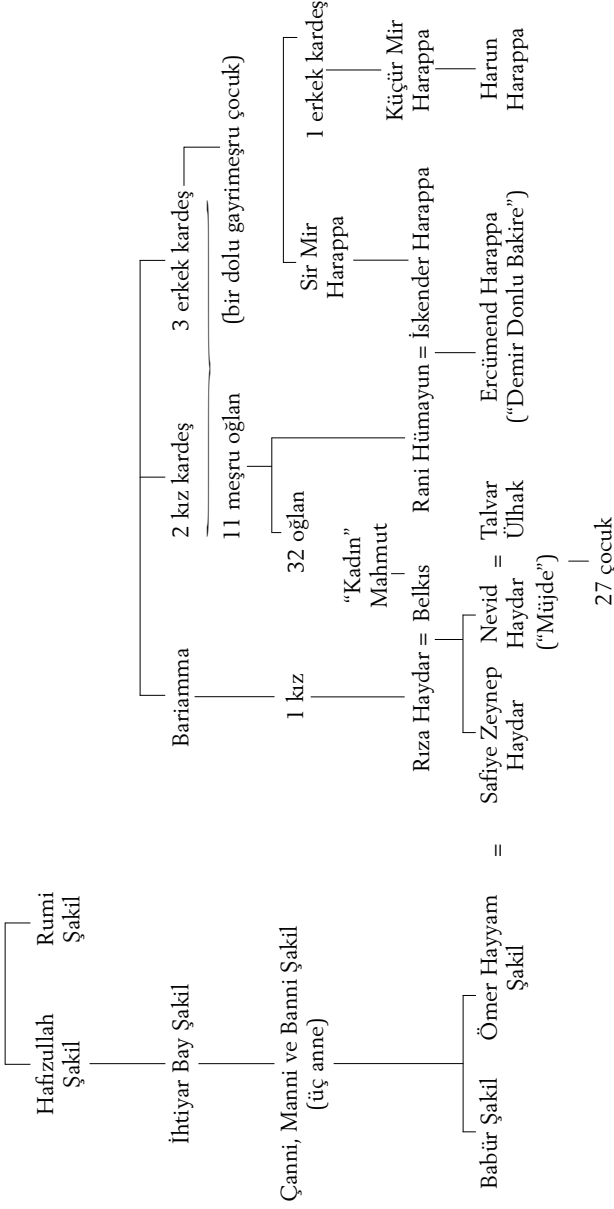 Hafızullah
Şakil
Rumi
Şakil
İhtiyar Bay Şakil
Çanni, Manni ve Banni Şakil
(üç anne)
Babür Şakil
Ömer Hayyam
Şakil
=
Bariamma
2 kız kardeş
3 erkek kardeş
1 kız
11 meşru oğlan
(bir dolu gayrimeşru çocuk)
32 oğlan
Sir Mir
Harappa
1 erkek kardeş
“Kadın”
Mahmut
Küçür Mir
Harappa
Rıza Haydar = Belkıs
Rani Hümayun = İskender Harappa
Safiye Zeynep
Haydar
Nevid
Haydar
(“Müjde”)
=
Talvar
Ülhak
Ercümend Harappa
(“Demir Donlu Bakire”)
Harun
Harappa
27 çocuk